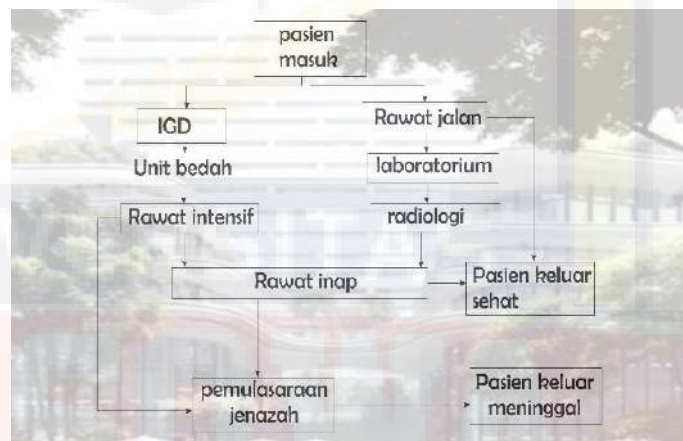 pasien
masuk
IGD
Rawat jalan
Unit bedah
laboratorium
Rawat intensif
radiologi
Rawat inap
Pasien keluar
sehat
pemulasaraan
jenazah
Pasien keluar
meninggal